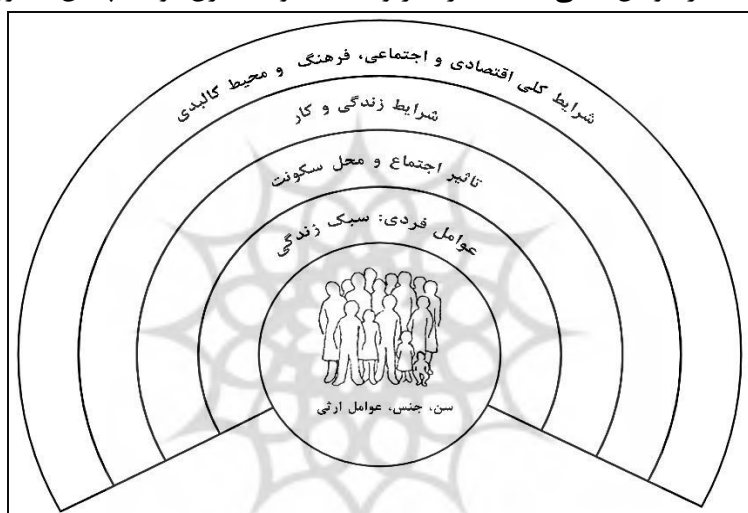 شرایط کلی اقتصادی و اجتماعی، فرهنگ و محیط کالبدی
شرایط زندگی و کار
تاثیر اجتماع و محل سکونت
عوامل فردی: سبک زندگی
سن، جنس، عوامل ارثی